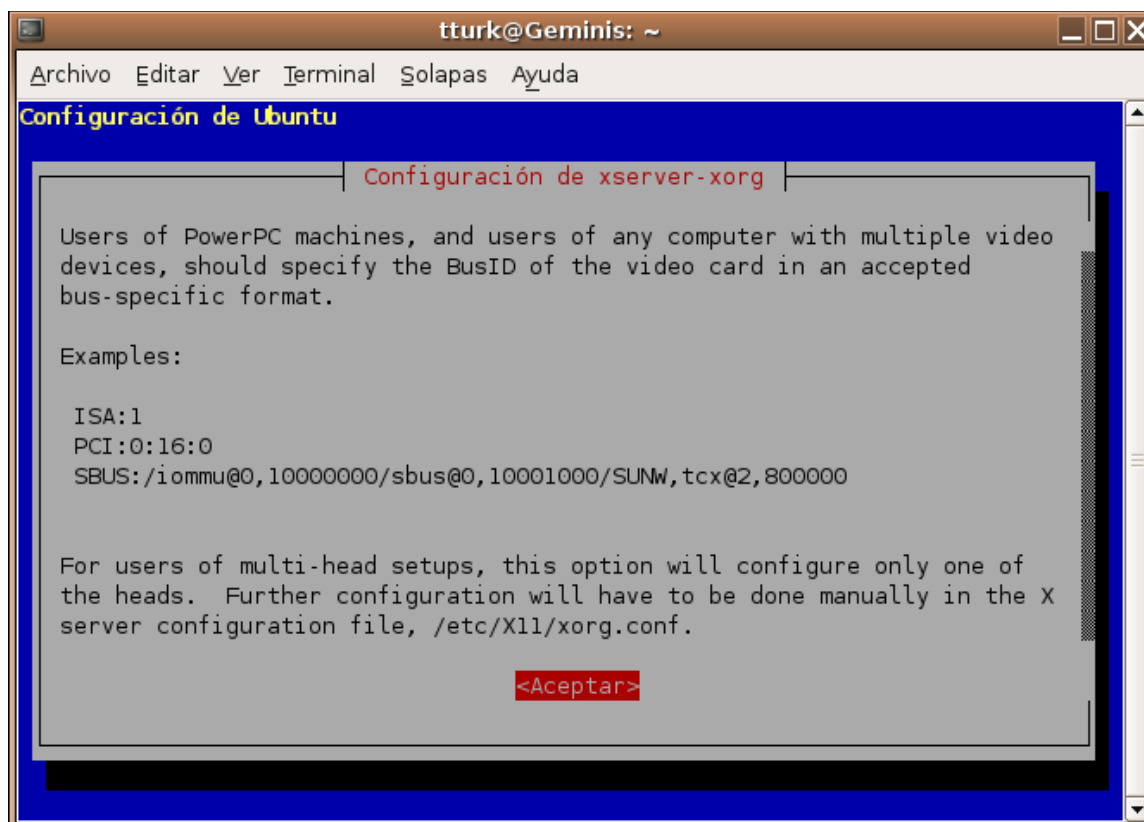 tturk@Geminis: ~
Archivo Editar Ver Terminal Solapas Ayuda
Configuración de Ubuntu
Configuración de xserver-xorg
Users of PowerPC machines, and users of any computer with multiple video
devices, should specify the BusID of the video card in an accepted
bus-specific format.
Examples:
ISA:1
PCI:0:16:0
SBUS:/iommu@0,10000000/sbus@0,10001000/SUNW,tcx@2,800000
For users of multi-head setups, this option will configure only one of
the heads.  Further configuration will have to be done manually in the X
server configuration file, /etc/X11/xorg.conf.
<Aceptar>